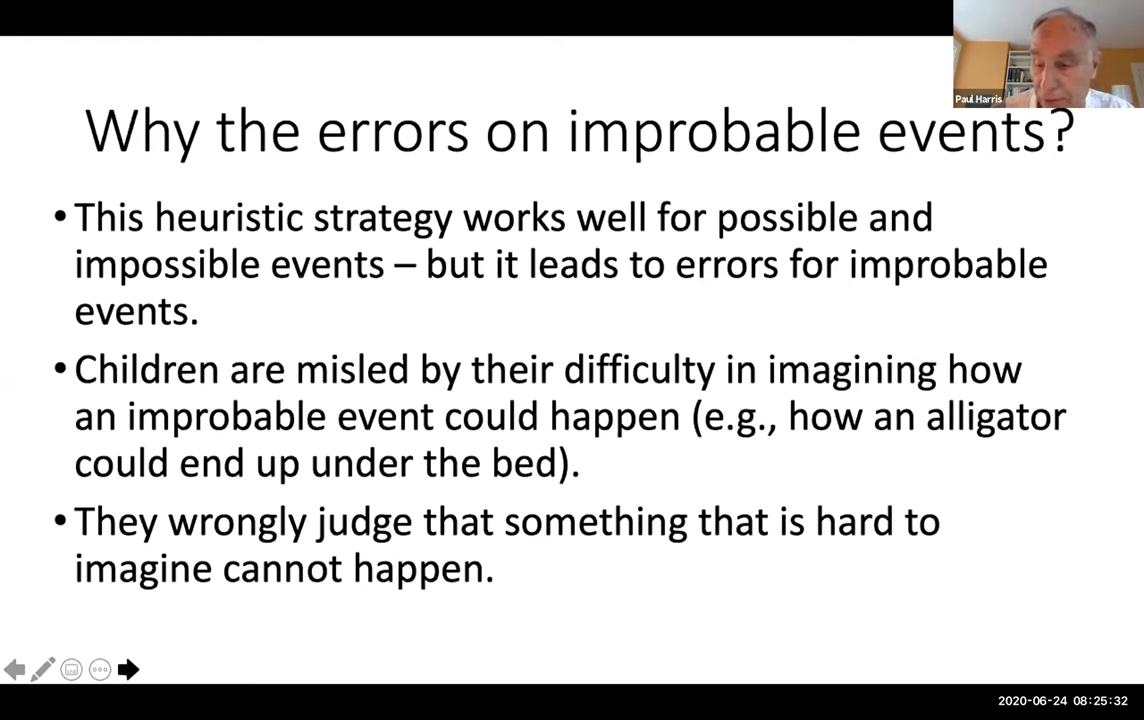 Paul Harris
Why the errors on improbable events?
• This heuristic strategy works well for possible and
impossible events – but it leads to errors for improbable
events.
• Children are misled by their difficulty in imagining how
an improbable event could happen (e.g., how an alligator
could end up under the bed).
• They wrongly judge that something that is hard to
imagine cannot happen.
2020-06-24 08:25:32